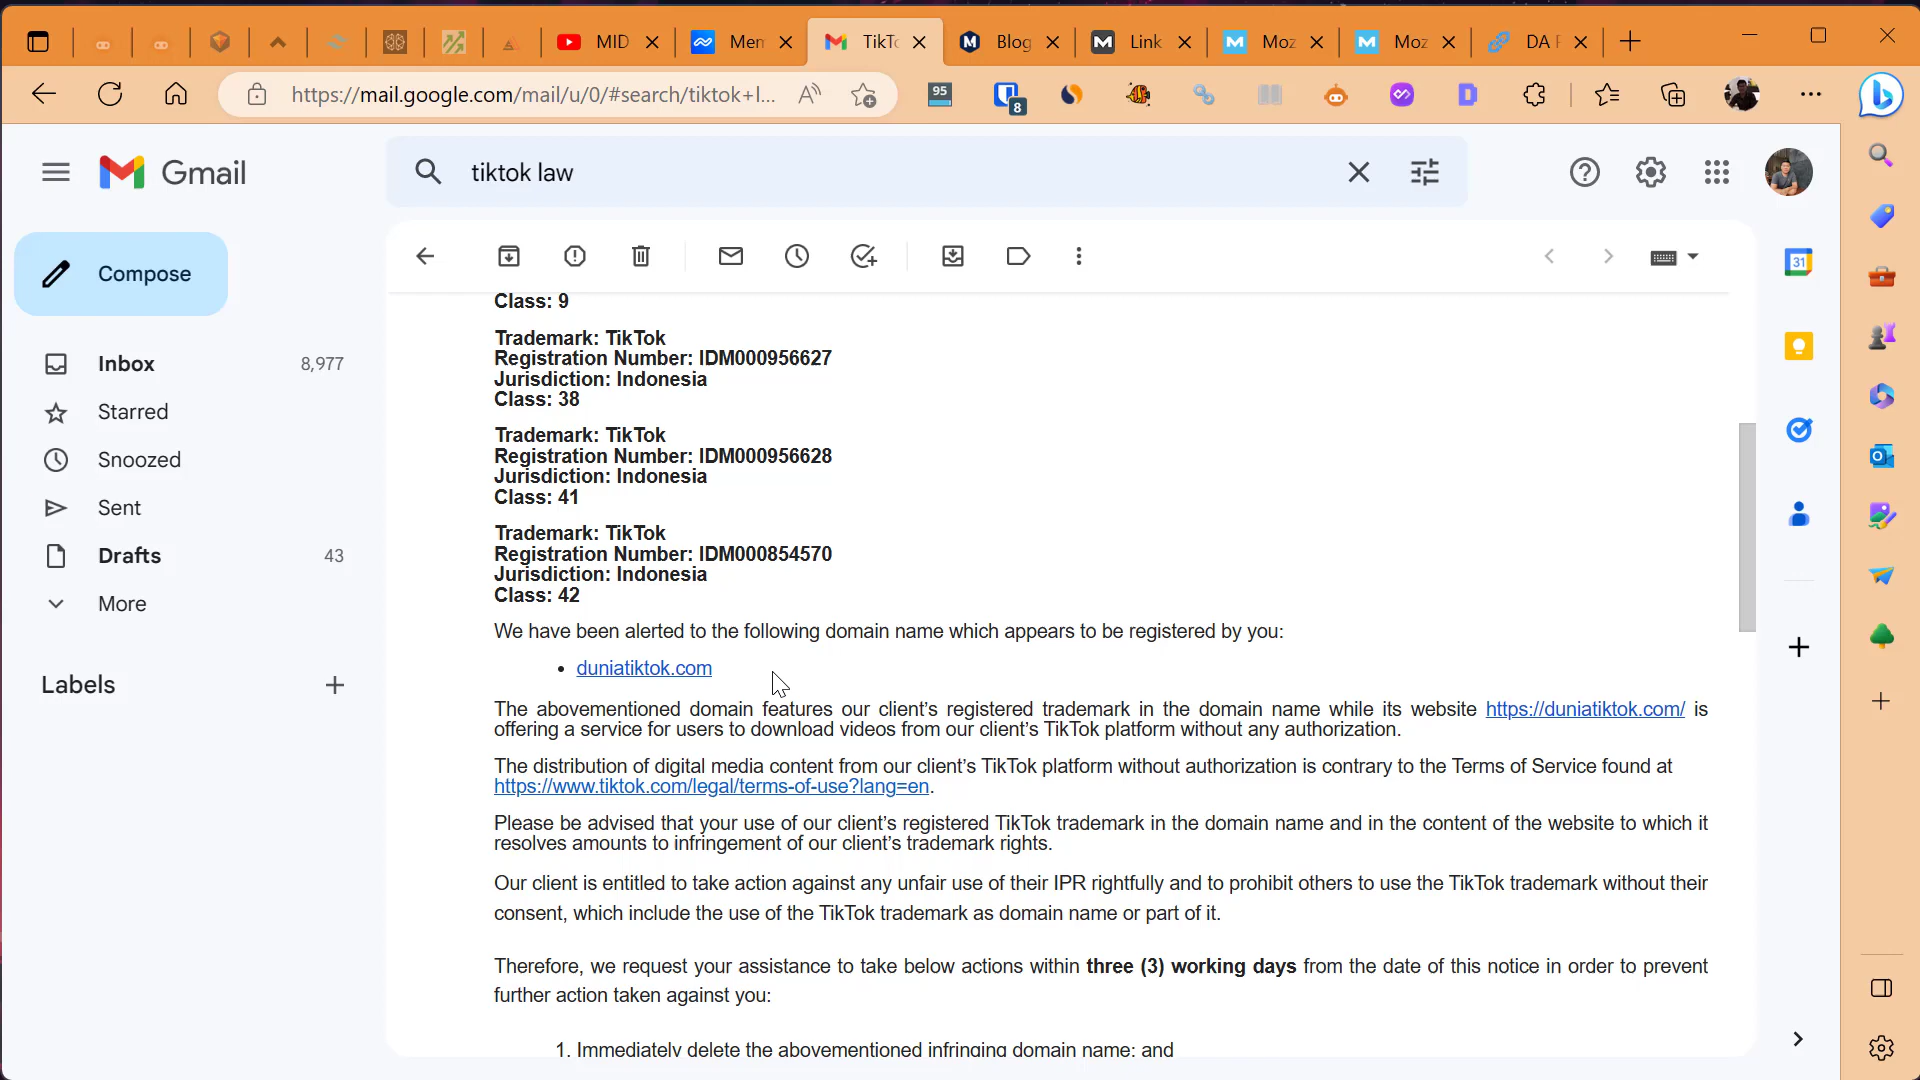 MID
Mem
TikTo
Blog
Link
Moz
Moz
DA
https://mail.google.com/mail/u/0/#search/tiktok+l...
95
8
Gmail
tiktok law
Compose
Inbox 8,977
Starred
Snoozed
Sent
Drafts 43
More
Labels
31
Class: 9
Trademark: TikTok
Registration Number: IDM000956627
Jurisdiction: Indonesia
Class: 38
Trademark: TikTok
Registration Number: IDM000956628
Jurisdiction: Indonesia
Class: 41
Trademark: TikTok
Registration Number: IDM000854570
Jurisdiction: Indonesia
Class: 42
We have been alerted to the following domain name which appears to be registered by you:
• duniatiktok.com
The abovementioned domain features our client’s registered trademark in the domain name while its website https://duniatiktok.com/ is
offering a service for users to download videos from our client’s TikTok platform without any authorization.
The distribution of digital media content from our client’s TikTok platform without authorization is contrary to the Terms of Service found at
https://www.tiktok.com/legal/terms-of-use?lang=en.
Please be advised that your use of our client’s registered TikTok trademark in the domain name and in the content of the website to which it
resolves amounts to infringement of our client’s trademark rights.
Our client is entitled to take action against any unfair use of their IPR rightfully and to prohibit others to use the TikTok trademark without their
consent, which include the use of the TikTok trademark as domain name or part of it.
Therefore, we request your assistance to take below actions within three (3) working days from the date of this notice in order to prevent
further action taken against you:
1. Immediately delete the abovementioned infringing domain name; and